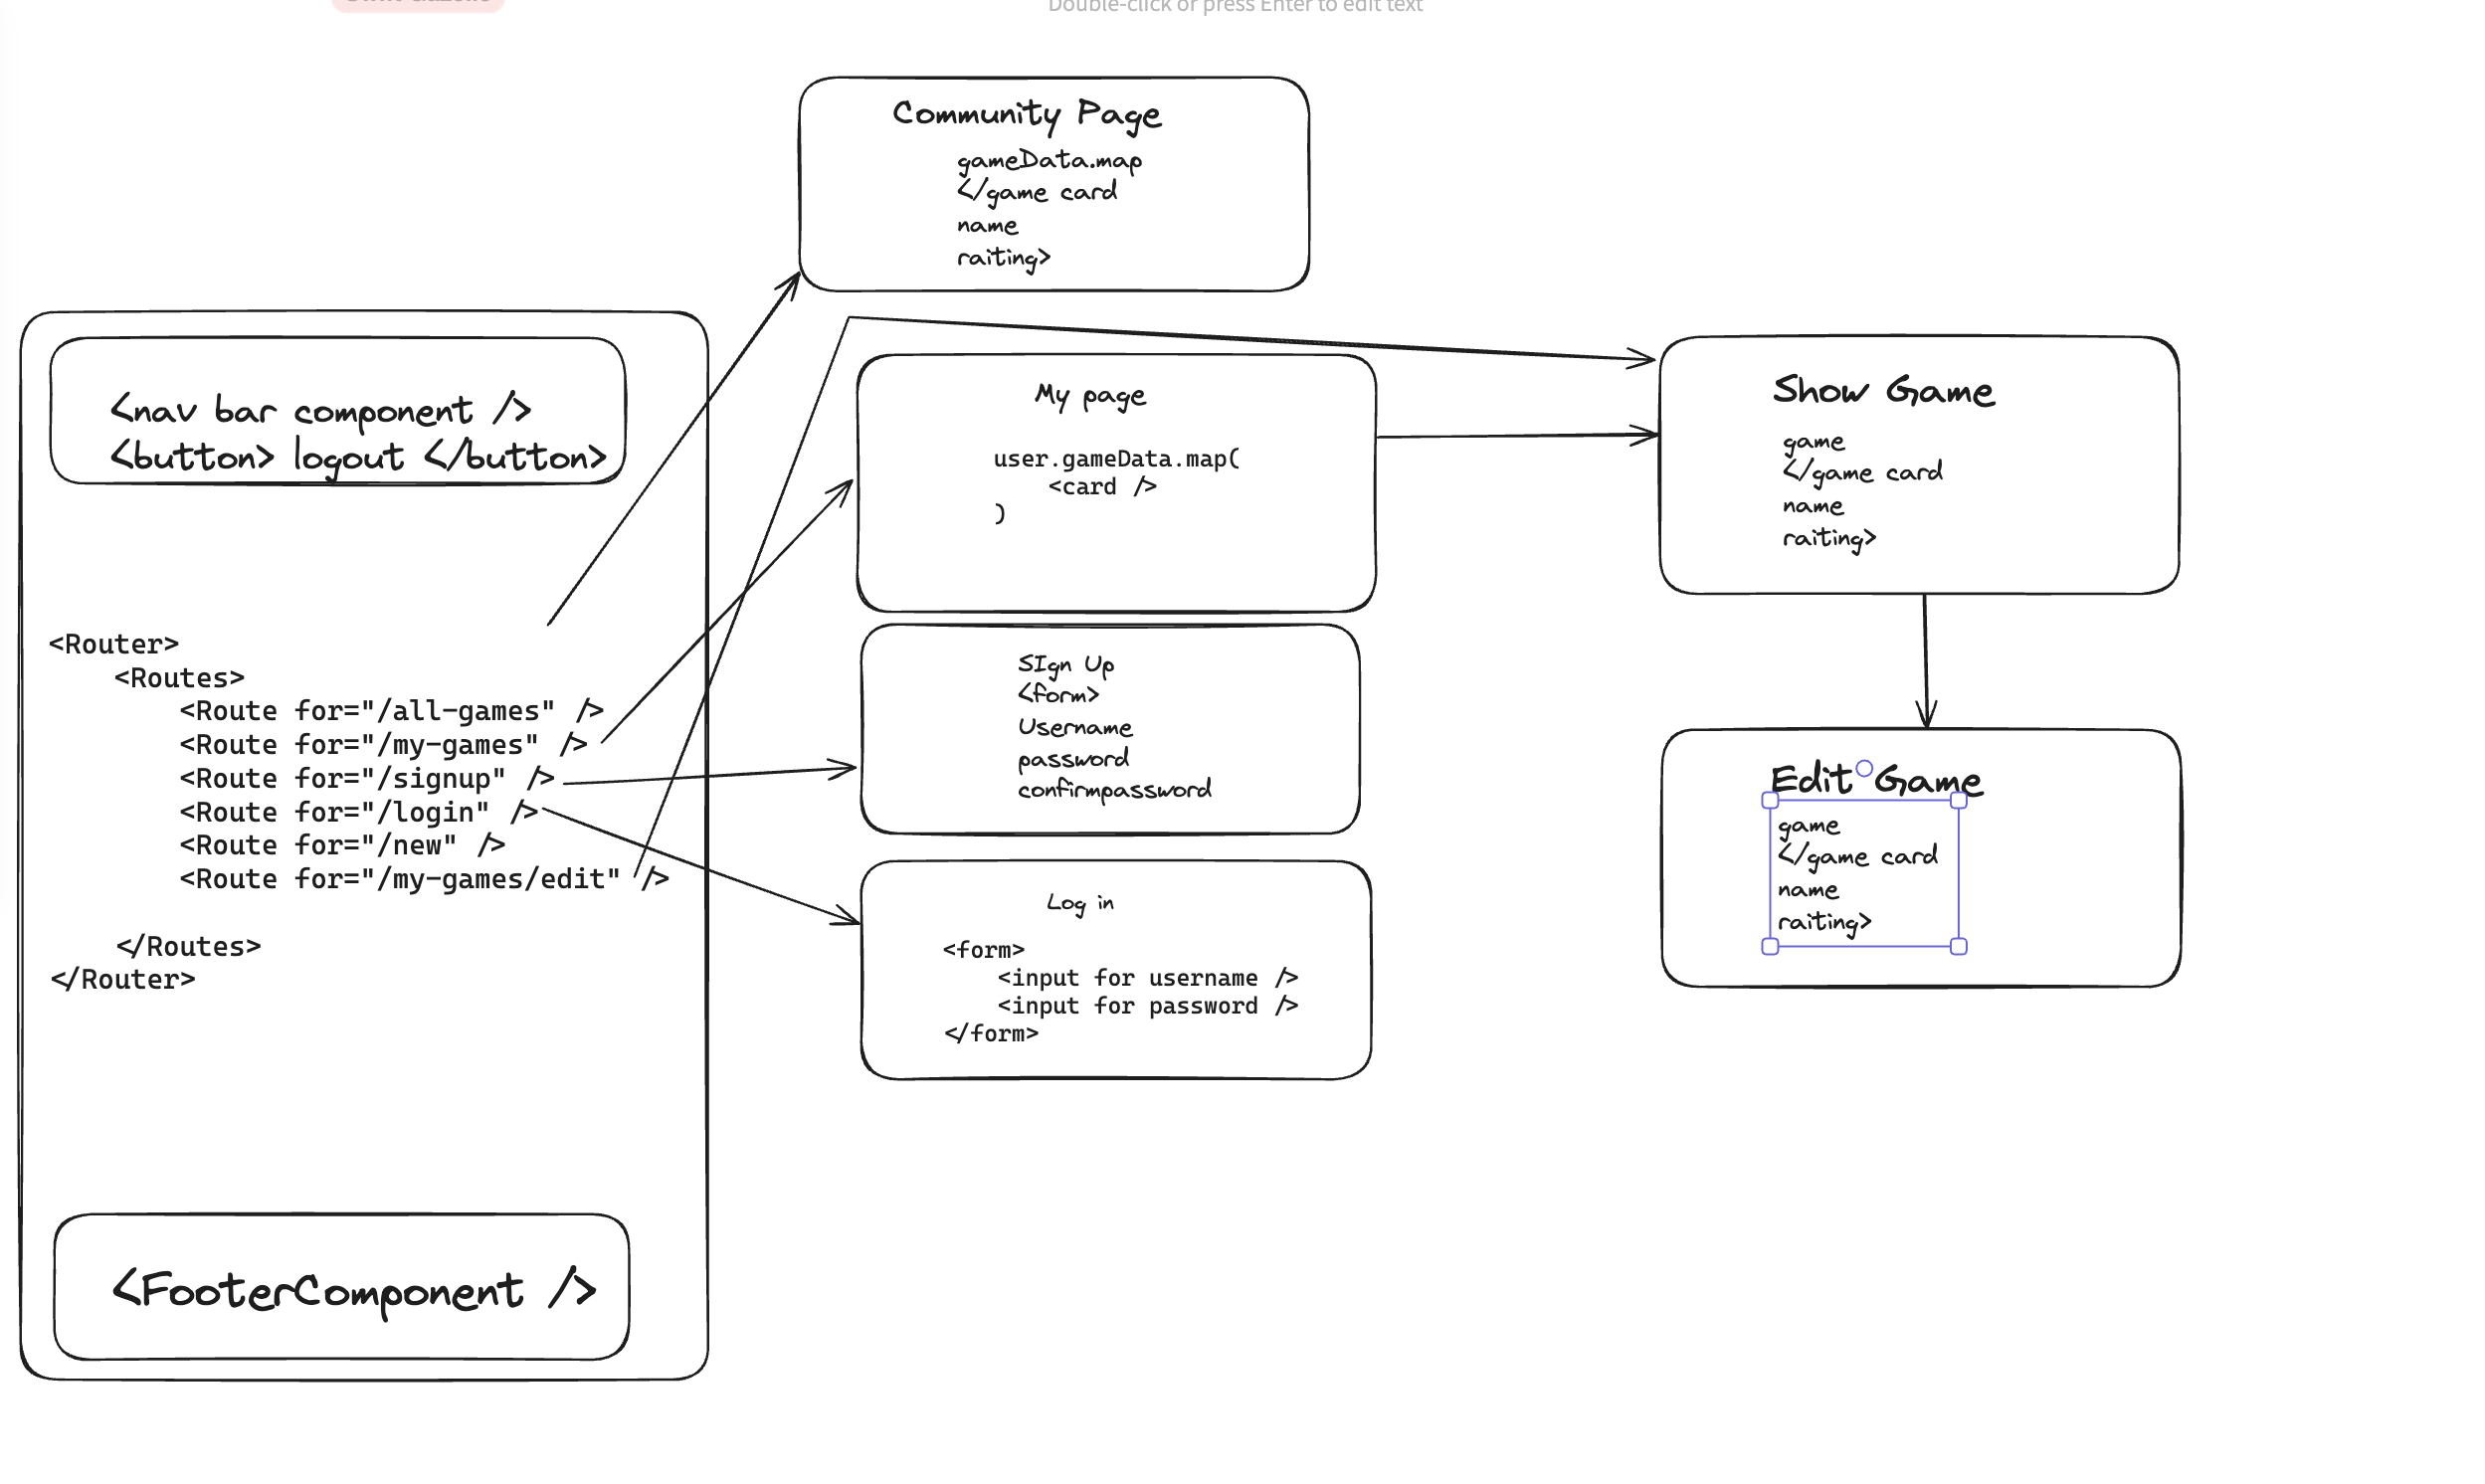 Double-click or press Enter to edit text
Community Page
gameData.map
</game card
name
raiting>
<nav bar component />
<button> logout </button>
<Router>
<Routes>
<Route for="/all-games" />
<Route for="/my-games" />
<Route for="/signup" />
<Route for="/login" />
<Route for="/new" />
<Route for="/my-games/edit" />
</Routes>
</Router>
<FooterComponent />
My page
user.gameData.map(
<card />
)
SIgn Up
<form>
Username
password
confirmpassword
Log in
<form>
<input for username />
<input for password />
</form>
Show Game
game
</game card
name
raiting>
Edit Game
game
</game card
name
raiting>